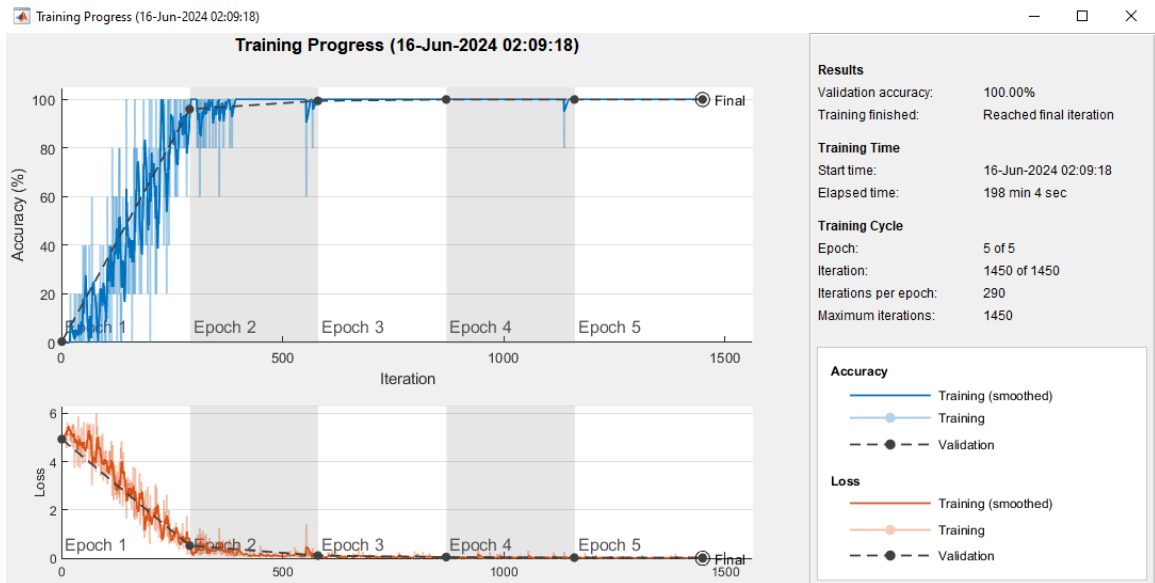 Training Progress (16-Jun-2024 02:09:18)
Training Progress (16-Jun-2024 02:09:18)
100
80
60
40
20
0
Accuracy (%)
Final
Epoch 1
Epoch 2
Epoch 3
Epoch 4
Epoch 5
0
500
1000
1500
Iteration
6
4
2
0
Loss
Epoch 1
Epoch 2
Epoch 3
Epoch 4
Epoch 5
Final
0
500
1000
1500
Results
Validation accuracy: 100.00%
Training finished: Reached final iteration
Training Time
Start time: 16-Jun-2024 02:09:18
Elapsed time: 198 min 4 sec
Training Cycle
Epoch: 5 of 5
Iteration: 1450 of 1450
Iterations per epoch: 290
Maximum iterations: 1450
Accuracy
Training (smoothed)
Training
Validation
Loss
Training (smoothed)
Training
Validation